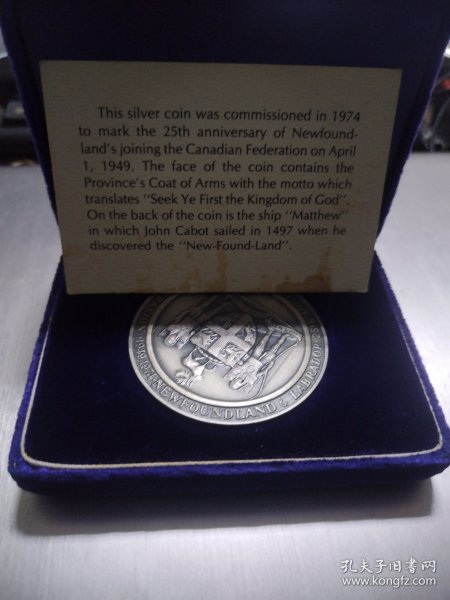 This silver coin was commissioned in 1974
to mark the 25th anniversary of Newfound-
land's joining the Canadian Federation on April
1, 1949. The face of the coin contains the
Province's Coat of Arms with the motto which
translates "Seek Ye First the Kingdom of God".
On the back of the coin is the ship "Matthew"
in which John Cabot sailed in 1497 when he
discovered the "New-Found-Land".
NEWFOUNDLAND & LABRADOR
孔夫子旧书网
www.kongfz.com